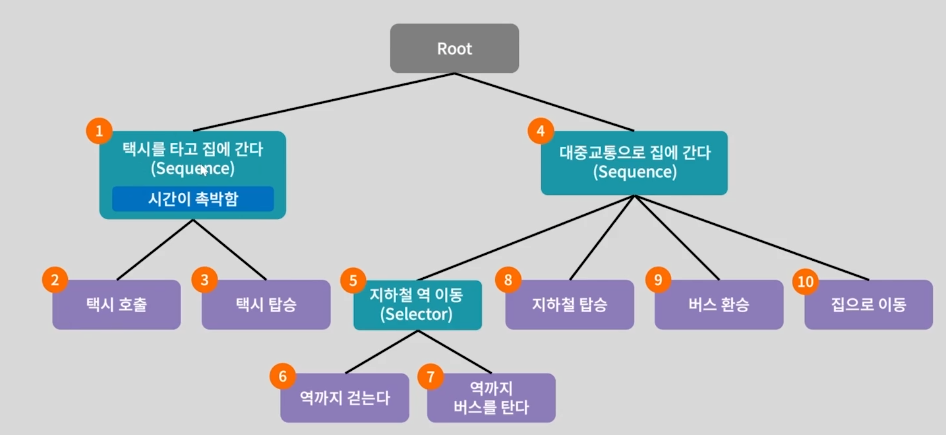 Root
1
택시를 타고 집에 간다
(Sequence)
시간이 촉박함
4
대중교통으로 집에 간다
(Sequence)
2
택시 호출
3
택시 탑승
5
지하철 역 이동
(Selector)
8
지하철 탑승
9
버스 환승
10
집으로 이동
6
역까지 걷는다
7
역까지
버스를 탄다